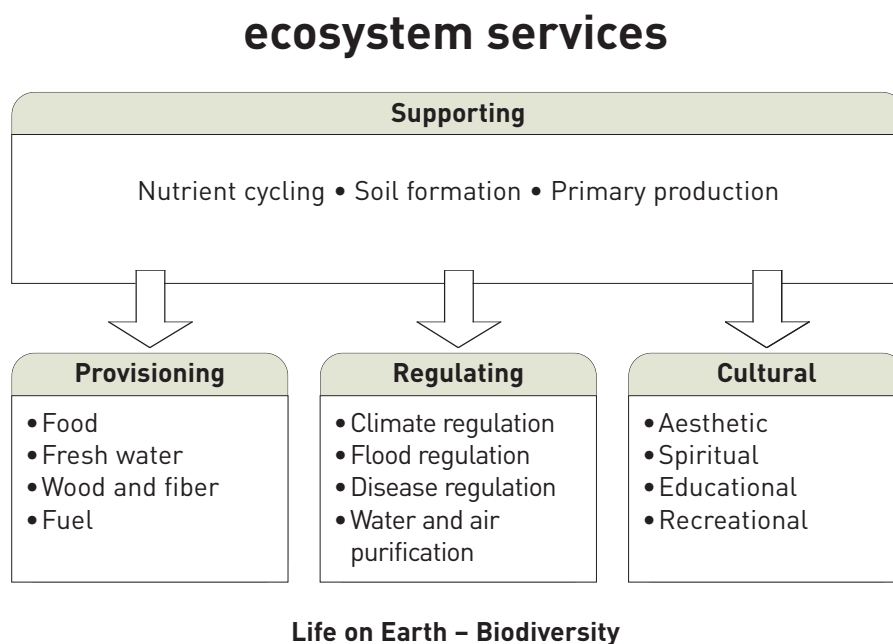 ecosystem services
Supporting
Nutrient cycling • Soil formation • Primary production
Provisioning
• Food
• Fresh water
• Wood and fiber
• Fuel
Regulating
• Climate regulation
• Flood regulation
• Disease regulation
• Water and air
purification
Cultural
• Aesthetic
• Spiritual
• Educational
• Recreational
Life on Earth – Biodiversity